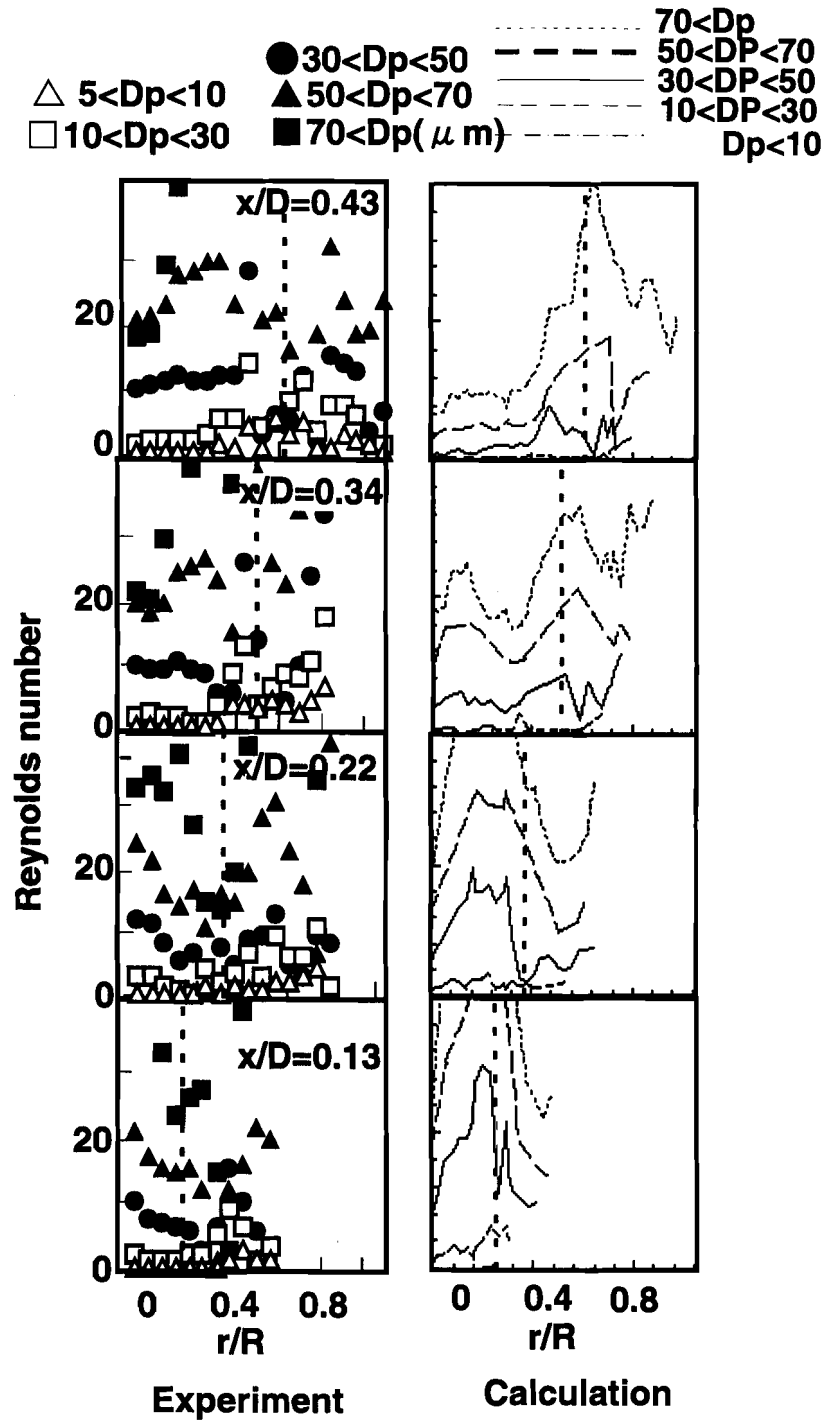 70<Dp
50<DP<70
30<DP<50
10<DP<30
Dp<10
30<Dp<50
5<Dp<10
50<Dp<70
10<Dp<30
70<Dp(μm)
Reynolds number
x/D=0.43
20
0
x/D=0.34
20
0
x/D=0.22
20
0
x/D=0.13
20
0
0 0.4 0.8
r/R
Experiment
0 0.4 0.8
r/R
Calculation